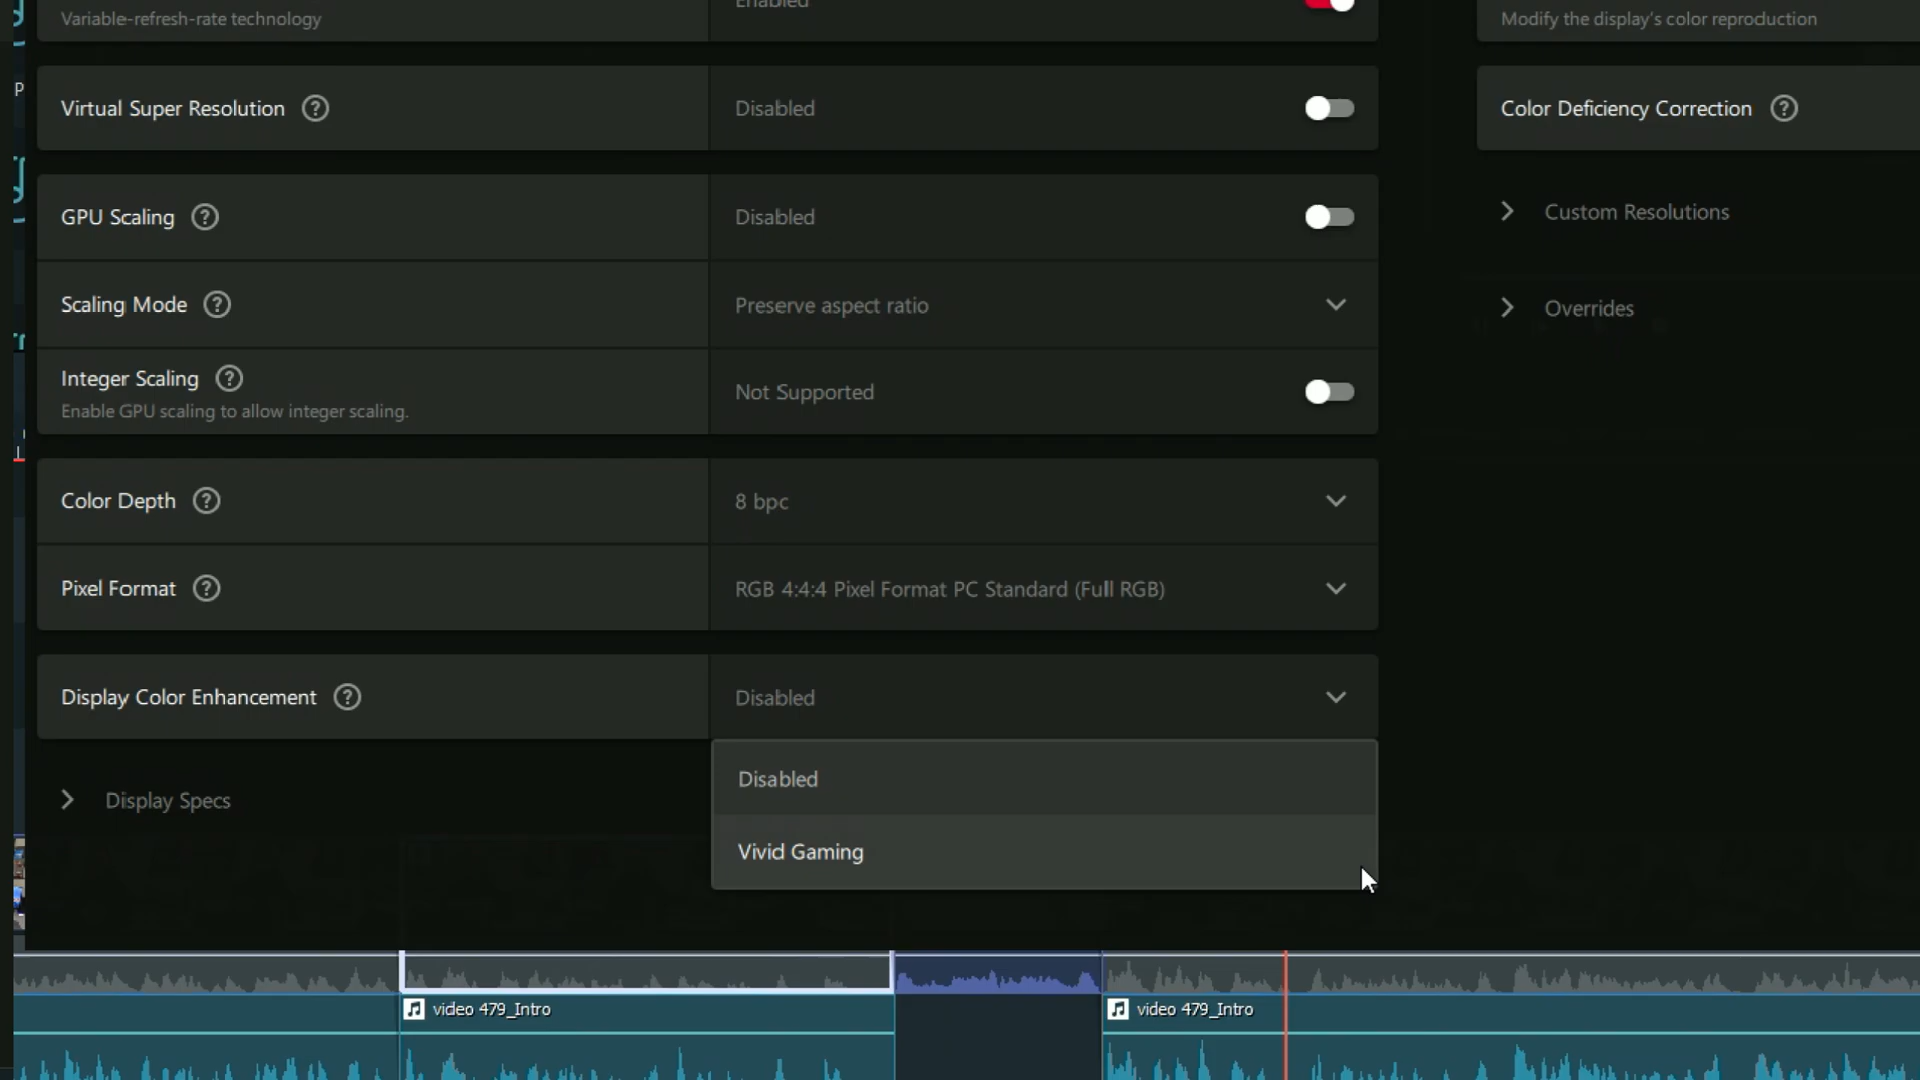 Variable-refresh-rate technology
Enabled
Modify the display's color reproduction
P
Virtual Super Resolution
Disabled
Color Deficiency Correction
GPU Scaling
Disabled
Custom Resolutions
Scaling Mode
Preserve aspect ratio
Overrides
Integer Scaling
Enable GPU scaling to allow integer scaling.
Not Supported
Color Depth
8 bpc
Pixel Format
RGB 4:4:4 Pixel Format PC Standard (Full RGB)
Display Color Enhancement
Disabled
Disabled
Display Specs
Vivid Gaming
video 479_Intro
video 479_Intro